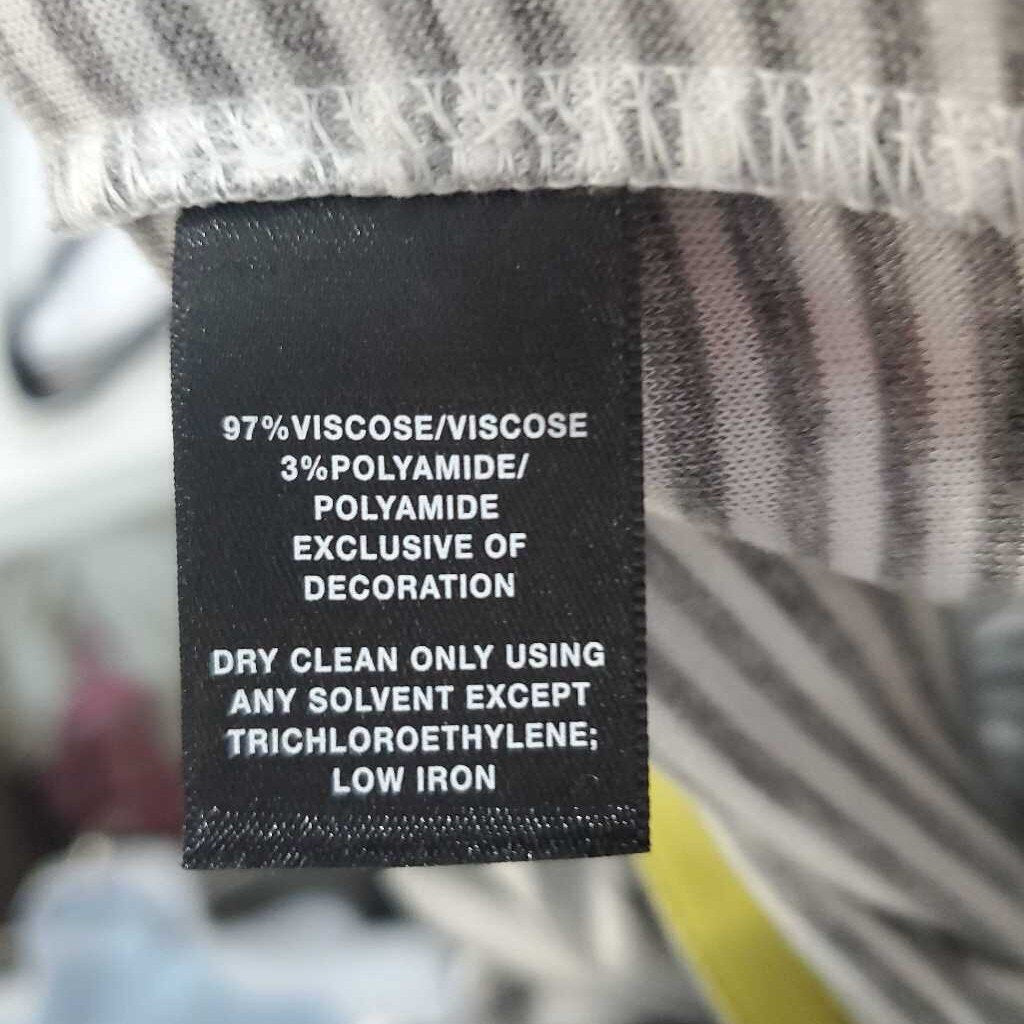 97%VISCOSE/VISCOSE
3%POLYAMIDE/
POLYAMIDE
EXCLUSIVE OF
DECORATION
DRY CLEAN ONLY USING
ANY SOLVENT EXCEPT
TRICHLOROETHYLENE;
LOW IRON